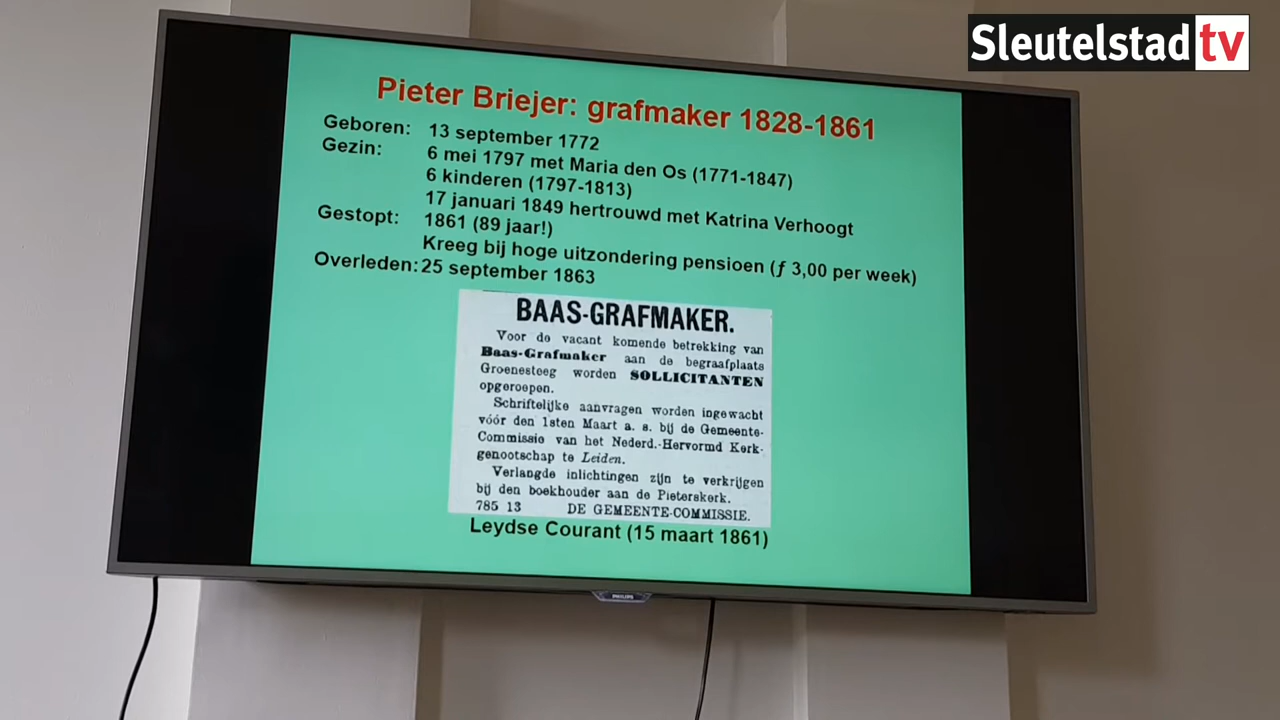 Sleutelstad tv
Pieter Briejer: grafmaker 1828-1861
Geboren: 13 september 1772
Gezin: 6 mei 1797 met Maria den Os (1771-1847)
6 kinderen (1797-1813)
17 januari 1849 hertrouwd met Katrina Verhoogt
Gestopt: 1861 (89 jaar!)
Kreeg bij hoge uitzondering pensioen (ƒ 3,00 per week)
Overleden: 25 september 1863
BAAS-GRAFMAKER.
Voor de vacant komende betrekking van
Baas-Grafmaker aan de begraafplaats
Groenesteeg worden SOLLICITANTEN
opgeroepen.
Schriftelijke aanvragen worden ingewacht
vóór den 1sten Maart a. s. bij de Gemeente-
Commissie van het Nederd.-Hervormd Kerk-
genootschap te Leiden.
Verlangde inlichtingen zijn te verkrijgen
bij den boekhouder aan de Pieterskerk.
785 13 DE GEMEENTE-COMMISSIE.
Leydse Courant (15 maart 1861)
PHILIPS